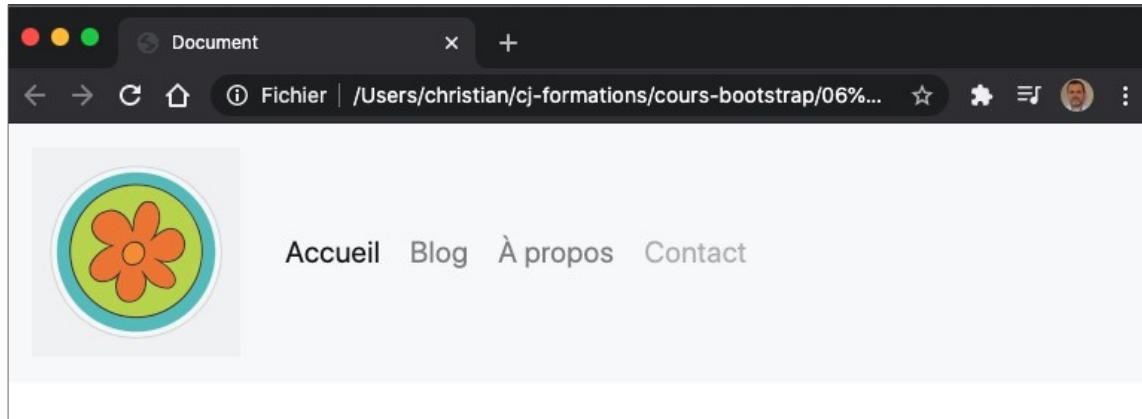 Document
Fichier | /Users/christian/cj-formations/cours-bootstrap/06%...
Accueil Blog À propos Contact